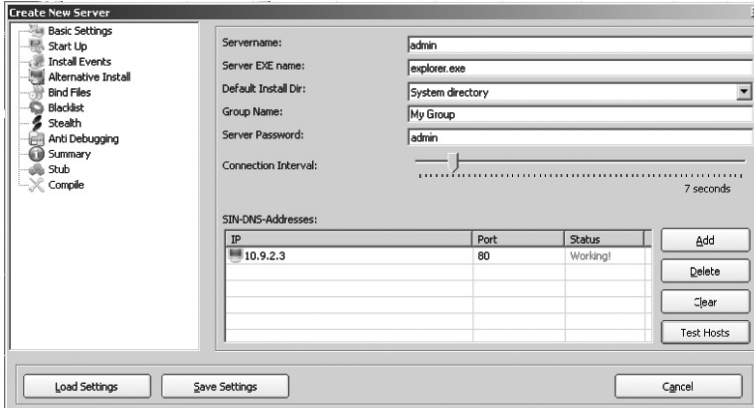 Create New Server
Basic Settings
Start Up
Install Events
Alternative Install
Bind Files
Blacklist
Stealth
Anti Debugging
Summary
Stub
Compile
Servername:
admin
Server EXE name:
explorer.exe
Default Install Dir:
System directory
Group Name:
My Group
Server Password:
admin
Connection Interval:
7 seconds
SIN-DNS-Addresses:
IP Port Status
10.9.2.3 80 Working!
Add
Delete
Clear
Test Hosts
Load Settings
Save Settings
Cancel